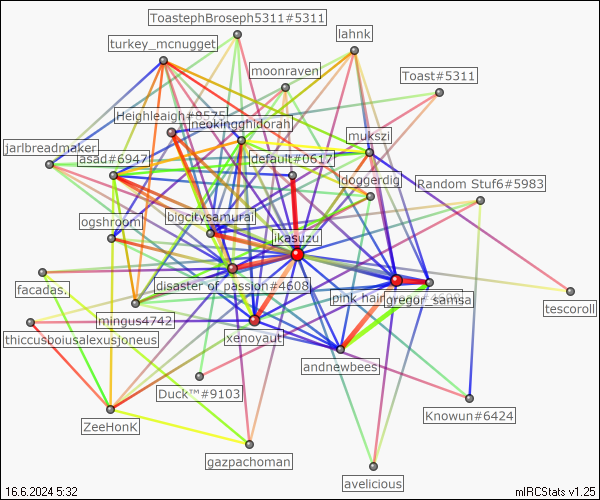 ToastephBroseph5311#5311
lahnk
turkey_mcnugget
moonraven
Toast#5311
Heighleaigh#8575
neokingghidorah
mukszi
jarlbreadmaker
asad#6947
default#0617
doggerdig
Random Stuf6#5983
ogshroom
bigcitysamurai
jkasuzu
facadas.
disaster of passion#4608
pink hair
gregor_samsa
tescoroll
mingus4742
thiccusboiusalexusjoneus
xenoyaut
andnewbees
Duck™#9103
Knowun#6424
ZeeHonK
gazpachoman
avelicious
16.6.2024 5:32
mIRCStats v1.25